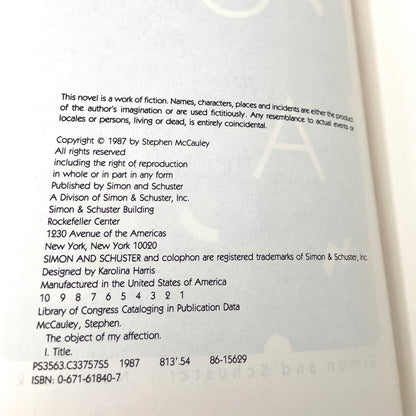 This novel is a work of fiction. Names, characters, places and incidents are either the product
of the author's imagination or are used fictitiously. Any resemblance to actual events or
locales or persons, living or dead, is entirely coincidental.
Copyright © 1987 by Stephen McCauley
All rights reserved
including the right of reproduction
in whole or in part in any form
Published by Simon and Schuster
A Divison of Simon & Schuster, Inc.
Simon & Schuster Building
Rockefeller Center
1230 Avenue of the Americas
New York, New York 10020
SIMON AND SCHUSTER and colophon are registered trademarks of Simon & Schuster, Inc.
Designed by Karolina Harris
Manufactured in the United States of America
10 9 8 7 6 5 4 3 2 1
Library of Congress Cataloging in Publication Data
McCauley, Stephen.
The object of my affection.
I. Title.
PS3563.C33757S5 1987 813'.54 86-15629
ISBN: 0-671-61840-7
Simon and Schuster